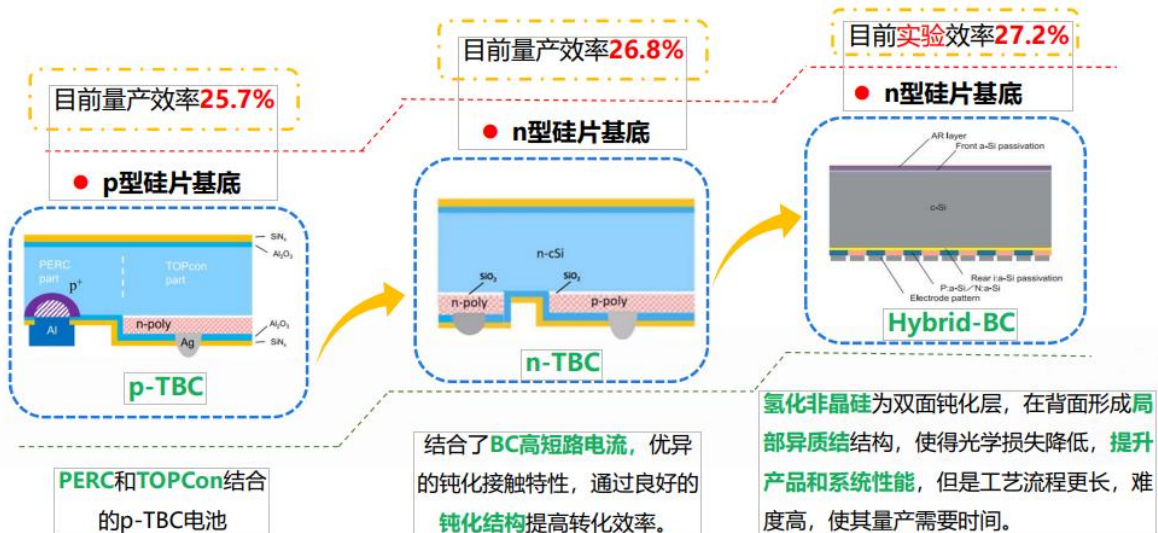 目前量产效率25.7%
● p型硅片基底
SiNx
Al2O3
PERC
part
TOPcon
part
p+
n-poly
Al
Ag
Al2O3
SiNx
p-TBC
PERC和TOPCon结合
的p-TBC电池
目前量产效率26.8%
● n型硅片基底
n-cSi
SiO2
SiO2
n-poly
p-poly
n-TBC
结合了BC高短路电流，优异
的钝化接触特性，通过良好的
钝化结构提高转化效率。
目前实验效率27.2%
● n型硅片基底
AR layer
Front a-Si passivation
c-Si
Rear i:a-Si passivation
P:a-Si／N:a-Si
Electrode pattern
Hybrid-BC
氢化非晶硅为双面钝化层，在背面形成局
部异质结结构，使得光学损失降低，提升
产品和系统性能，但是工艺流程更长，难
度高，使其量产需要时间。